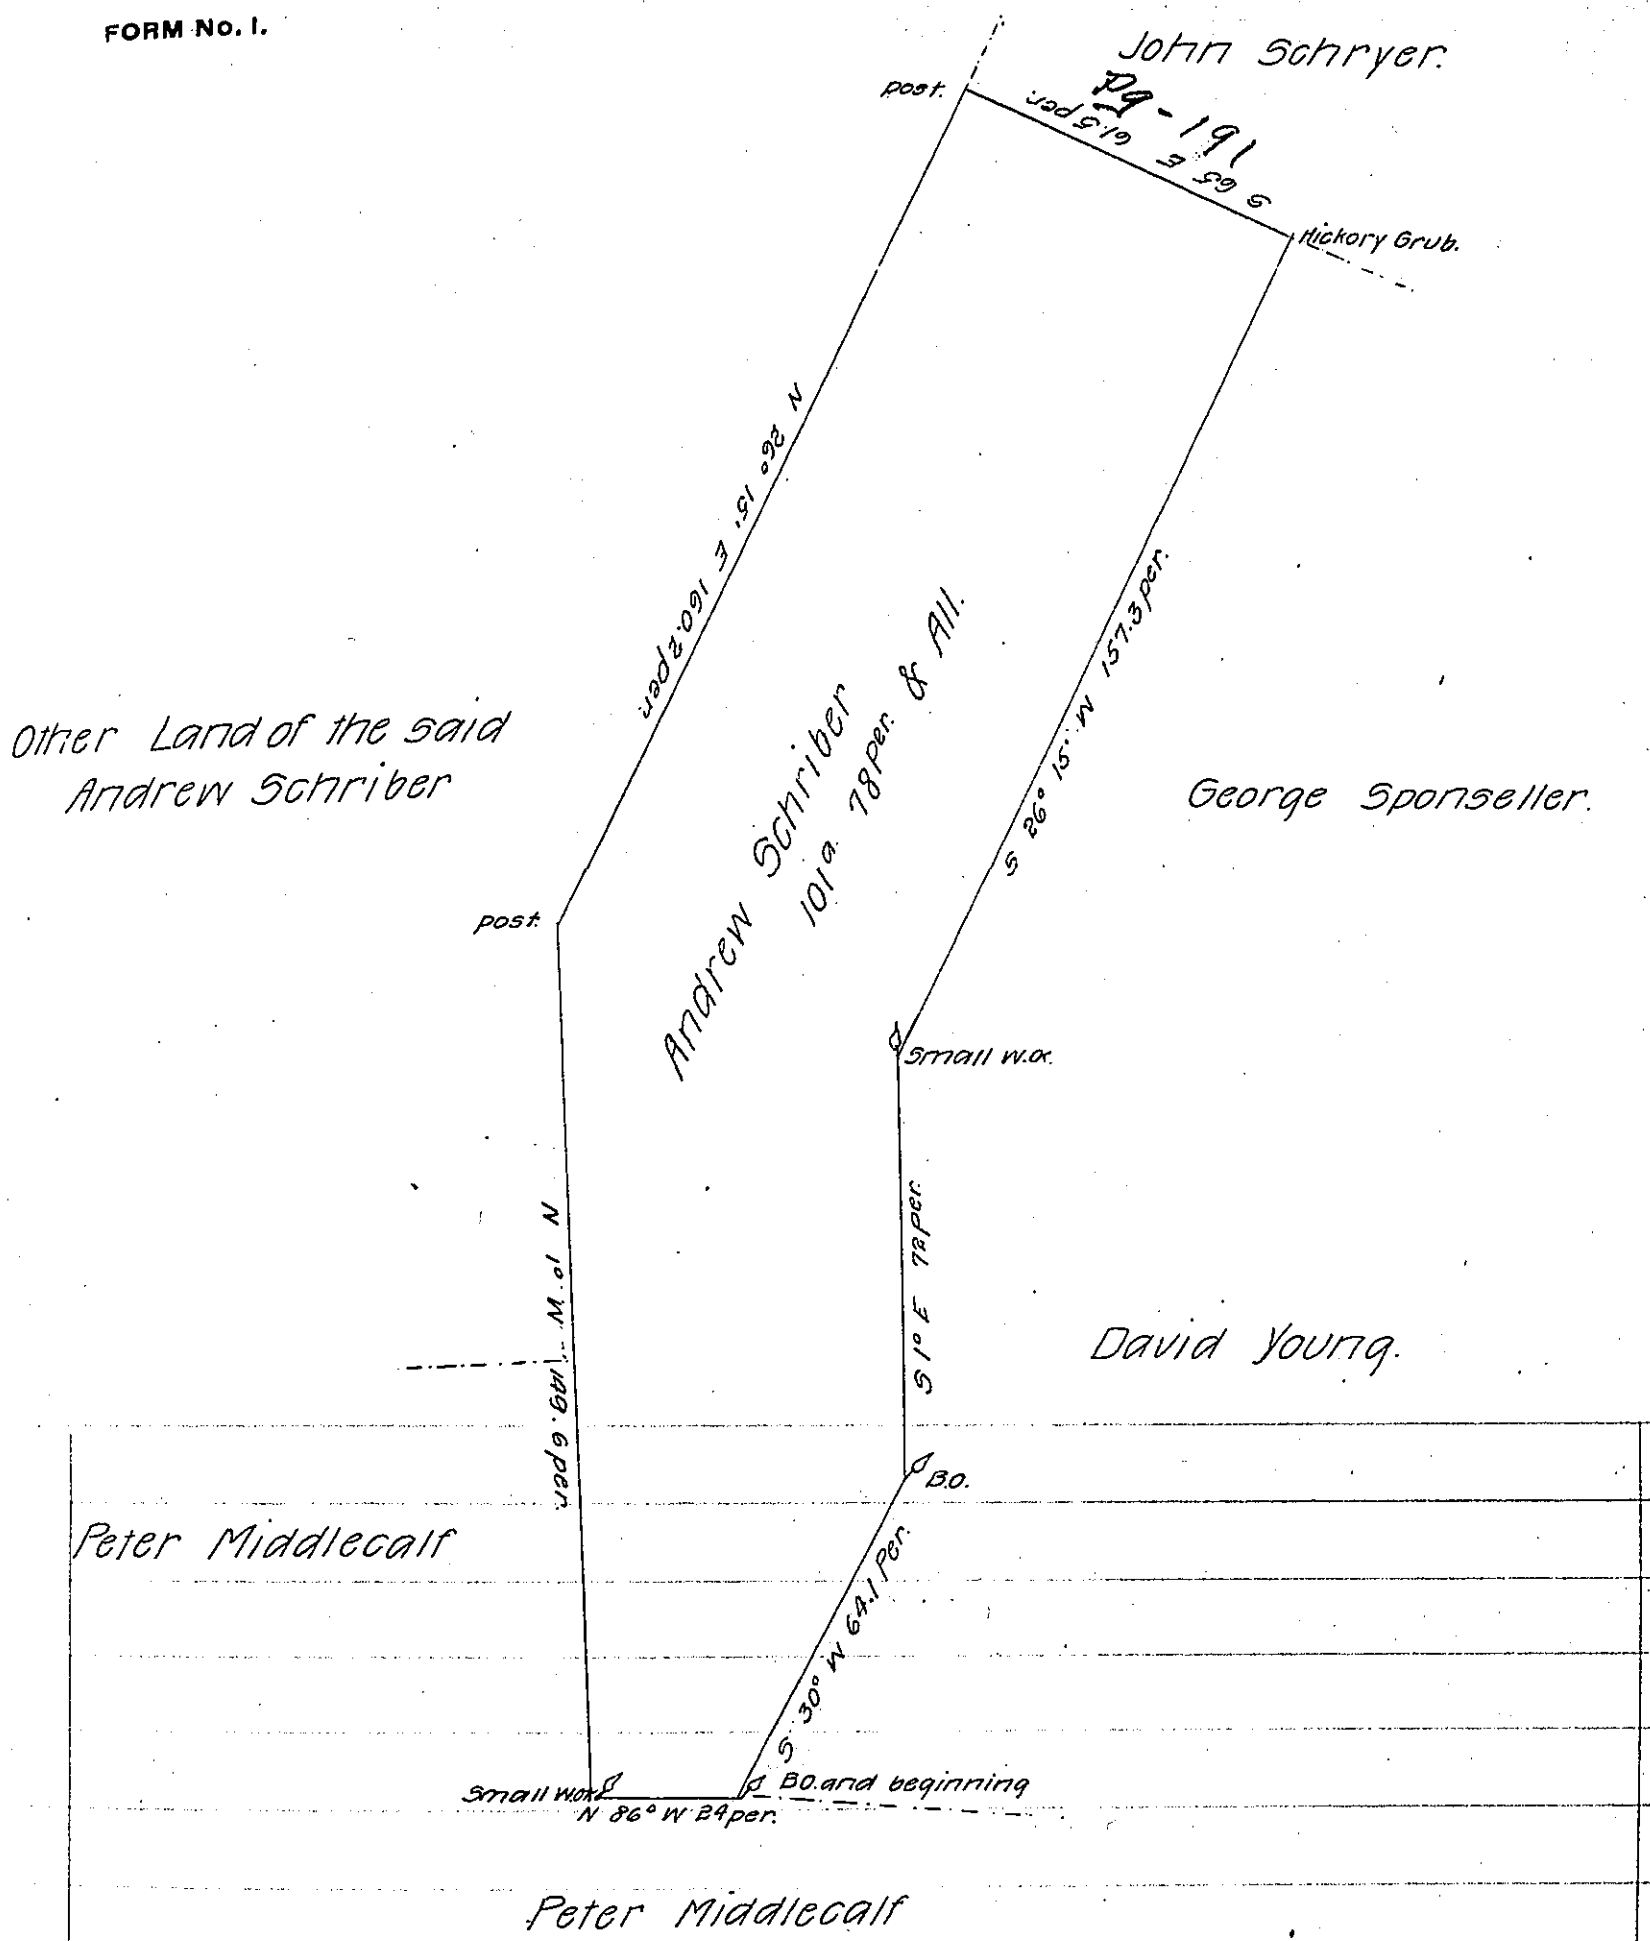 FORM No. 1.
John Schryer.
Pg-191
post.
S 65 E 61.5 per.
Hickory Grub.
N 26° 15' E 160.2 per.
Andrew Schriber
101a. 78 per. & All.
S 26° 15' W 157.3 per.
Other Land of the said
Andrew Schriber
George Sponseller.
post.
Small W.O.
N 1° W 149.6 per.
S 1° E 72 per.
David Young.
B.O.
Peter Middlecalf
S 30° W 64.1 Per.
Small W.O.
B.O. and beginning
N 86° W 24 per.
Peter Middlecalf